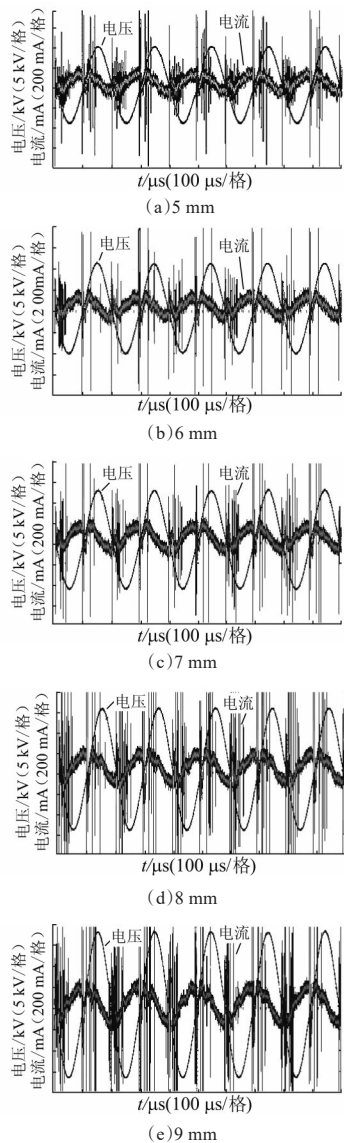 电压
电流
电压/kV(5 kV/格)
电流/mA(200 mA/格)
t/μs(100 μs/格)
(a)5 mm
电压
电流
电压/kV(5 kV/格)
电流/mA(2 00mA/格)
t/μs(100 μs/格)
(b)6 mm
电压
电流
电压/kV(5 kV/格)
电流/mA(200 mA/格)
t/μs(100 μs/格)
(c)7 mm
电压
电流
电压/kV(5 kV/格)
电流/mA(200 mA/格)
t/μs(100 μs/格)
(d)8 mm
电压
电流
电压/kV(5 kV/格)
电流/mA(200 mA/格)
t/μs(100 μs/格)
(e)9 mm